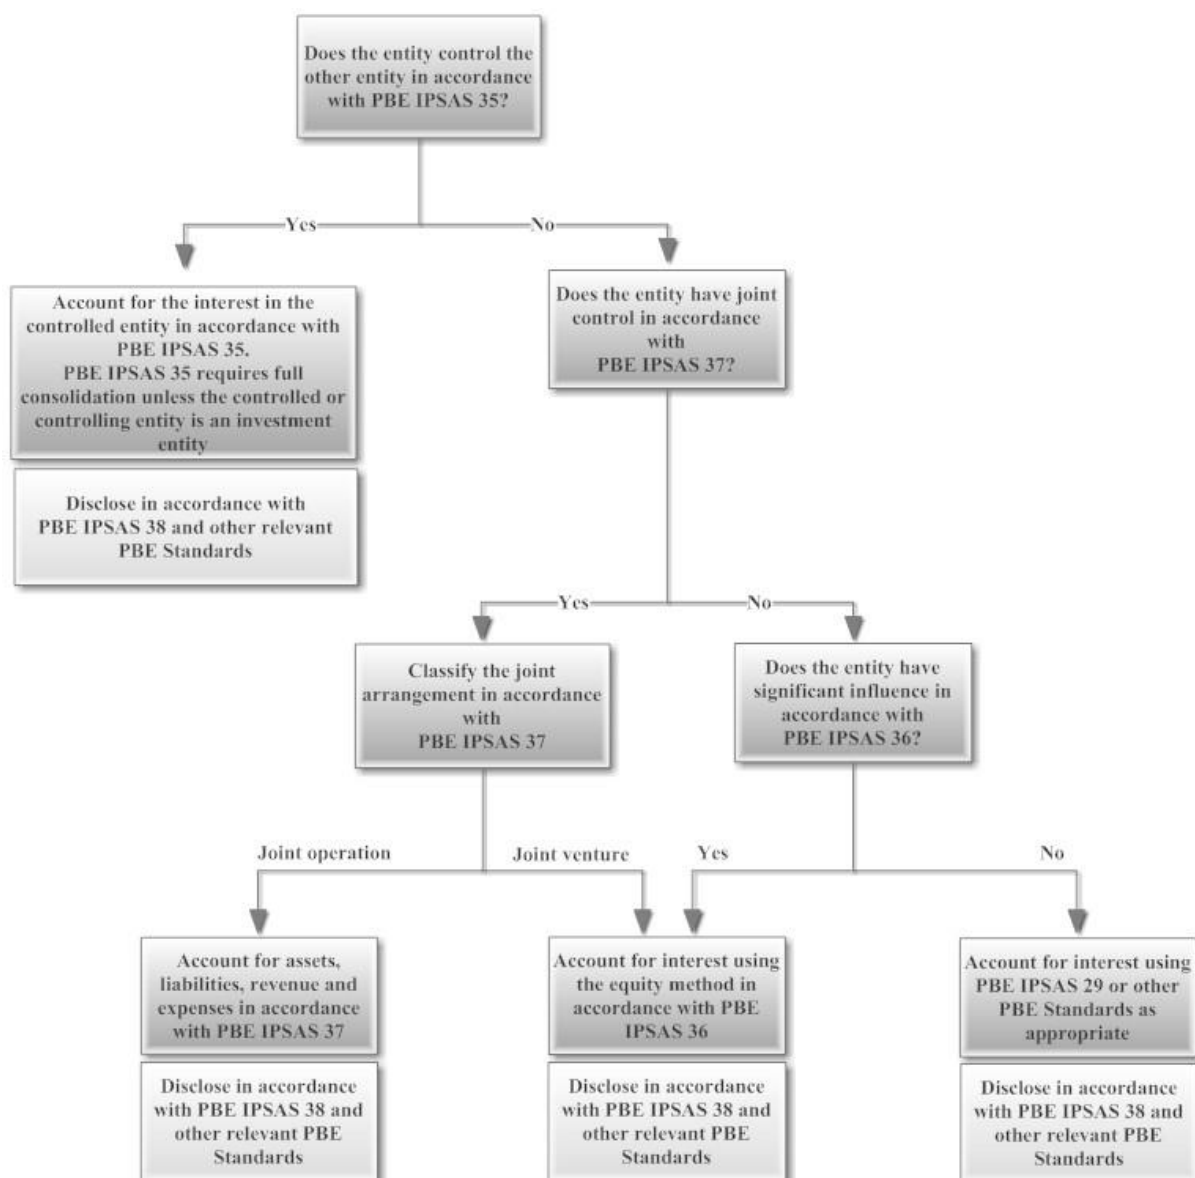 Does the entity control the
other entity in accordance
with PBE IPSAS 35?
Yes
No
Account for the interest in the
controlled entity in accordance with
PBE IPSAS 35.
PBE IPSAS 35 requires full
consolidation unless the controlled or
controlling entity is an investment
entity
Disclose in accordance with
PBE IPSAS 38 and other relevant
PBE Standards
Does the entity have joint
control in accordance
with
PBE IPSAS 37?
Yes
No
Classify the joint
arrangement in accordance
with
PBE IPSAS 37
Does the entity have
significant influence in
accordance with
PBE IPSAS 36?
Joint operation
Joint venture
Yes
No
Account for assets,
liabilities, revenue and
expenses in accordance
with PBE IPSAS 37
Disclose in accordance
with PBE IPSAS 38 and
other relevant PBE
Standards
Account for interest using
the equity method in
accordance with PBE
IPSAS 36
Disclose in accordance
with PBE IPSAS 38 and
other relevant PBE
Standards
Account for interest using
PBE IPSAS 29 or other
PBE Standards as
appropriate
Disclose in accordance
with PBE IPSAS 38 and
other relevant PBE
Standards